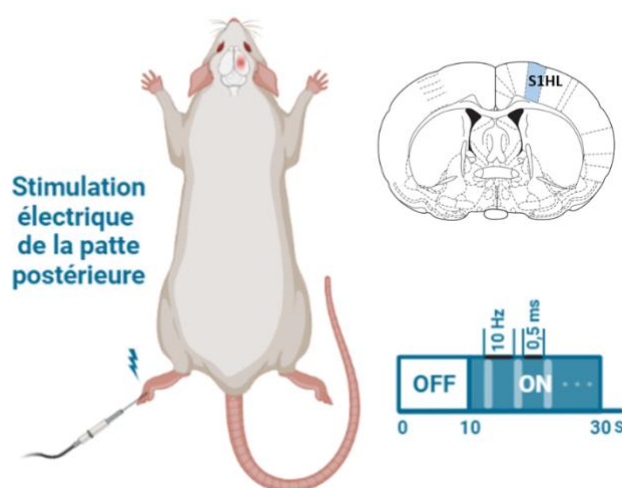 S1HL
Stimulation
électrique
de la patte
postérieure
10 Hz
0,5 ms
OFF
ON
0
10
30 s